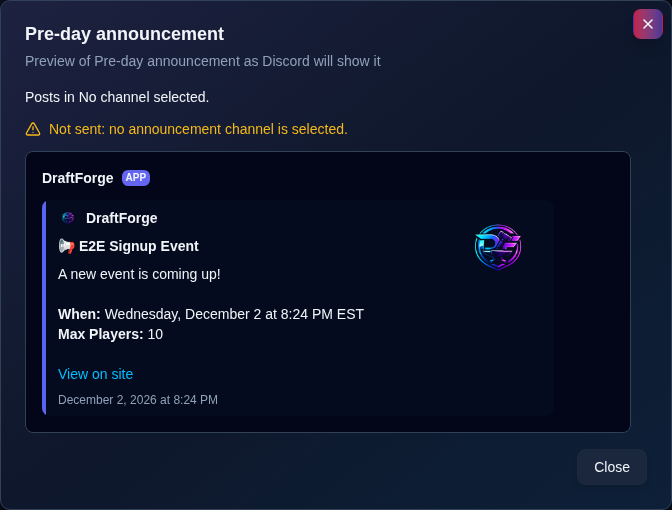 Pre-day announcement
Preview of Pre-day announcement as Discord will show it
Posts in No channel selected.
Not sent: no announcement channel is selected.
DraftForge APP
DraftForge
📢 E2E Signup Event
A new event is coming up!
When: Wednesday, December 2 at 8:24 PM EST
Max Players: 10
View on site
December 2, 2026 at 8:24 PM
Close